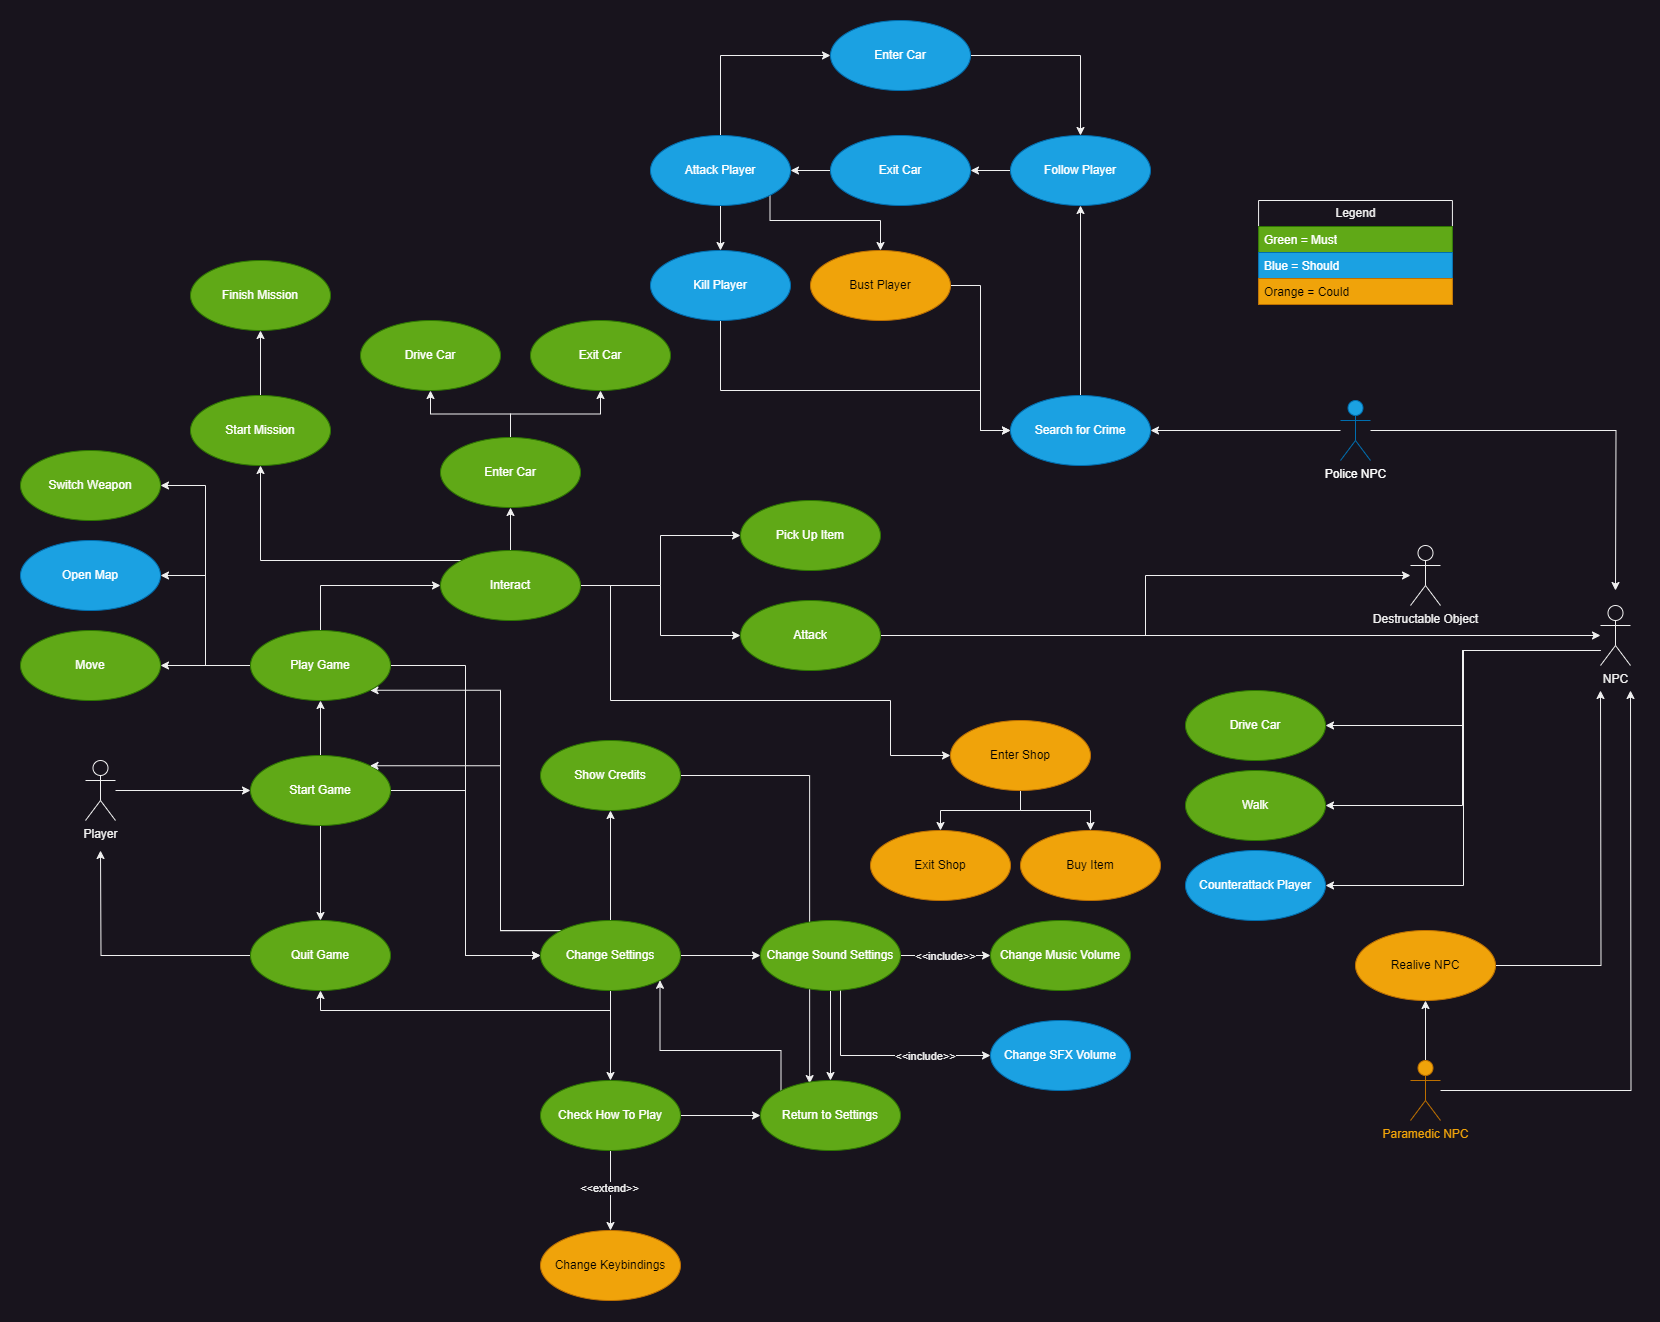 Enter Car
Attack Player
Exit Car
Follow Player
Legend
Green = Must
Blue = Should
Orange = Could
Kill Player
Bust Player
Finish Mission
Drive Car
Exit Car
Start Mission
Search for Crime
Enter Car
Police NPC
Switch Weapon
Pick Up Item
Open Map
Interact
Destructable Object
Attack
Move
Play Game
NPC
Drive Car
Enter Shop
Show Credits
Start Game
Walk
Player
Exit Shop
Buy Item
Counterattack Player
Quit Game
Change Settings
Change Sound Settings
<<include>>
Change Music Volume
Realive NPC
<<include>>
Change SFX Volume
Check How To Play
Return to Settings
Paramedic NPC
<<extend>>
Change Keybindings